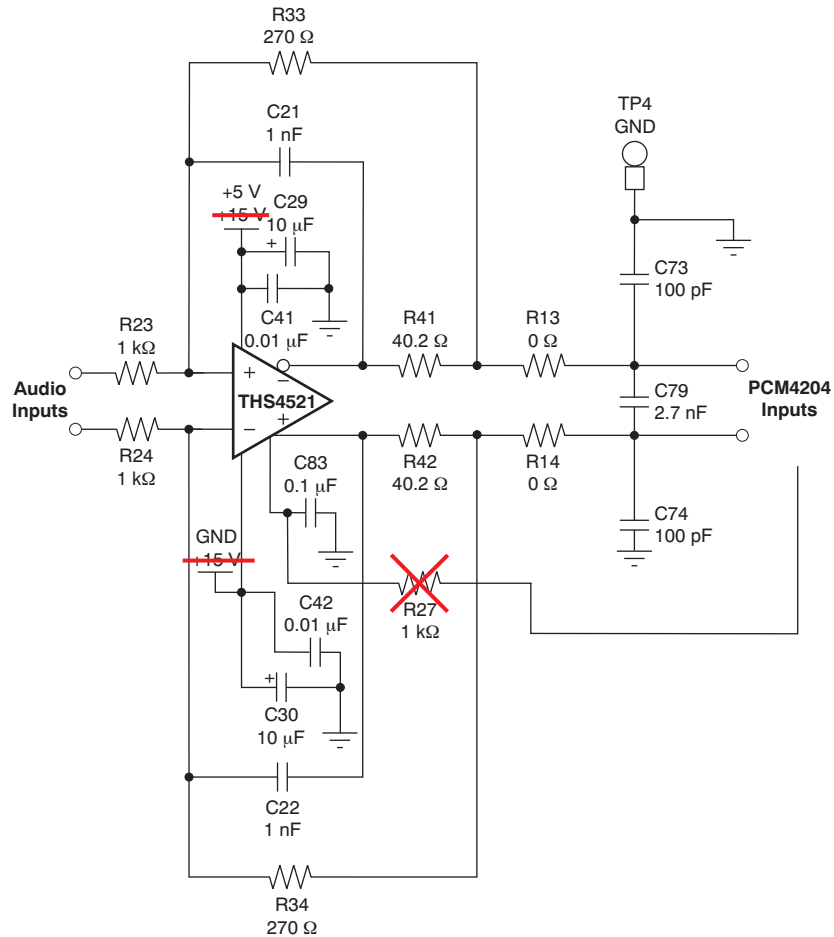 R33
270 Ω
C21
1 nF
TP4
GND
+5 V
+15 V
C29
10 μF
+
C73
100 pF
C41
0.01 μF
R23
1 kΩ
R41
40.2 Ω
R13
0 Ω
Audio
Inputs
+
−
THS4521
−
+
C79
2.7 nF
PCM4204
Inputs
R24
1 kΩ
R42
40.2 Ω
R14
0 Ω
C83
0.1 μF
C74
100 pF
GND
+15 V
R27
1 kΩ
C42
0.01 μF
+
C30
10 μF
C22
1 nF
R34
270 Ω